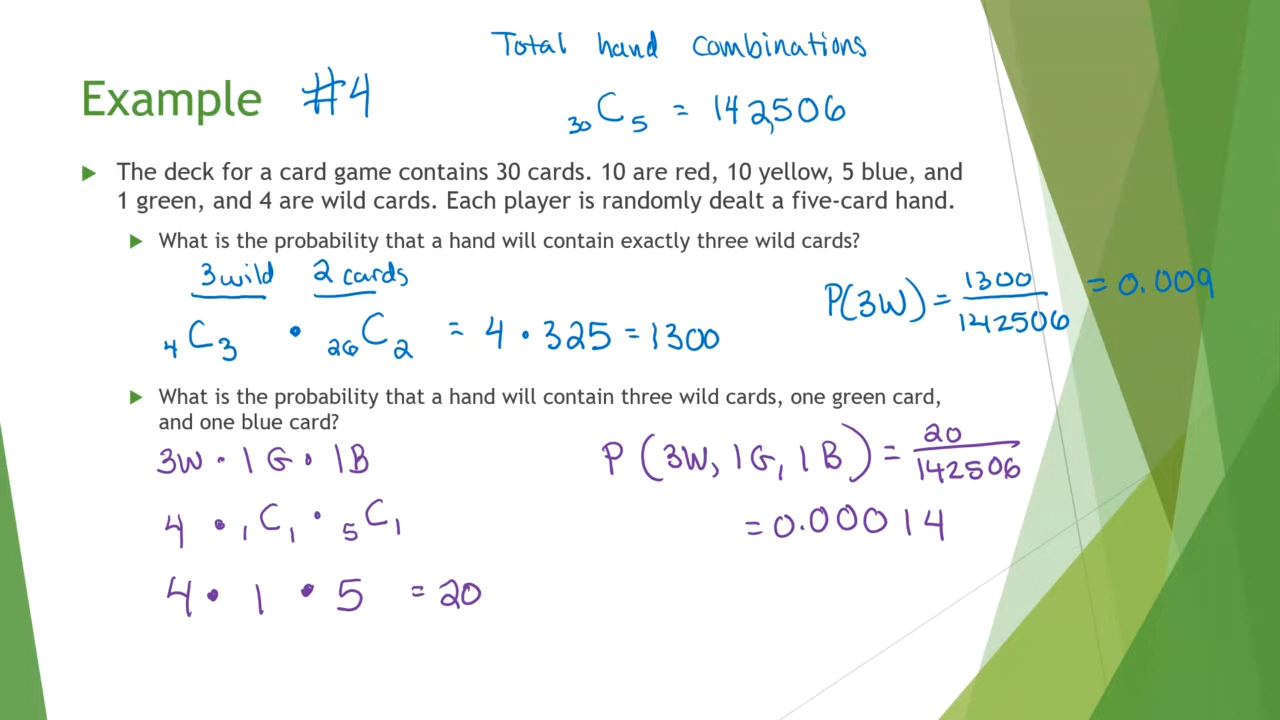 Total hand combinations
Example #4
₃₀C₅ = 142,506
▶ The deck for a card game contains 30 cards. 10 are red, 10 yellow, 5 blue, and
1 green, and 4 are wild cards. Each player is randomly dealt a five-card hand.
▶ What is the probability that a hand will contain exactly three wild cards?
3 wild 2 cards
₄C₃ • ₂₆C₂ = 4 • 325 = 1300
P(3W) = 1300/142506 = 0.009
▶ What is the probability that a hand will contain three wild cards, one green card,
and one blue card?
3W • 1G • 1B
4 • ₁C₁ • ₅C₁
4 • 1 • 5 = 20
P (3W, 1G, 1B) = 20/142506
= 0.00014